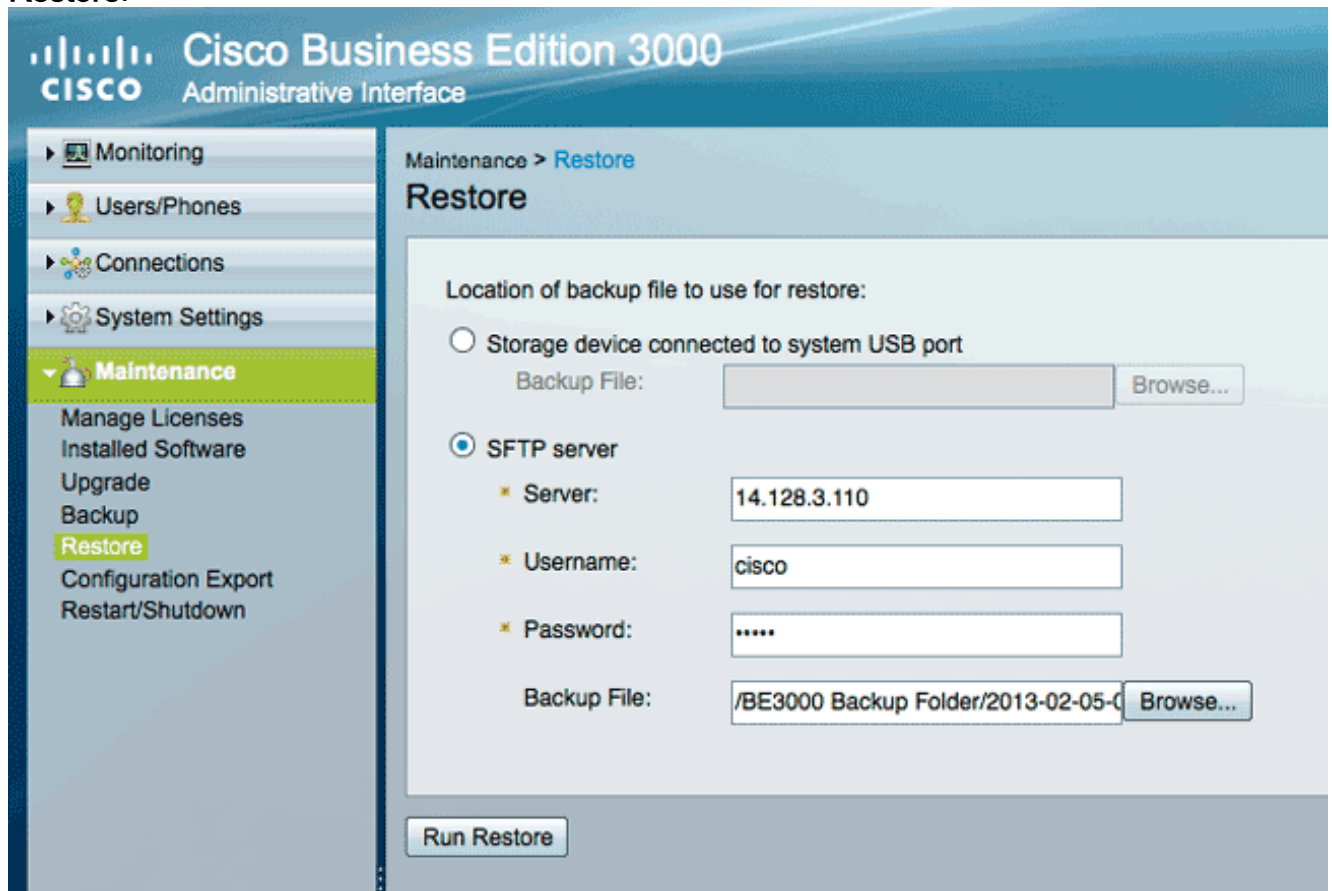 Restore.
cisco Cisco Business Edition 3000
Administrative Interface
Monitoring
Users/Phones
Connections
System Settings
Maintenance
Manage Licenses
Installed Software
Upgrade
Backup
Restore
Configuration Export
Restart/Shutdown
Maintenance > Restore
Restore
Location of backup file to use for restore:
Storage device connected to system USB port
Backup File: Browse...
SFTP server
* Server: 14.128.3.110
* Username: cisco
* Password: •••••
Backup File: /BE3000 Backup Folder/2013-02-05- Browse...
Run Restore